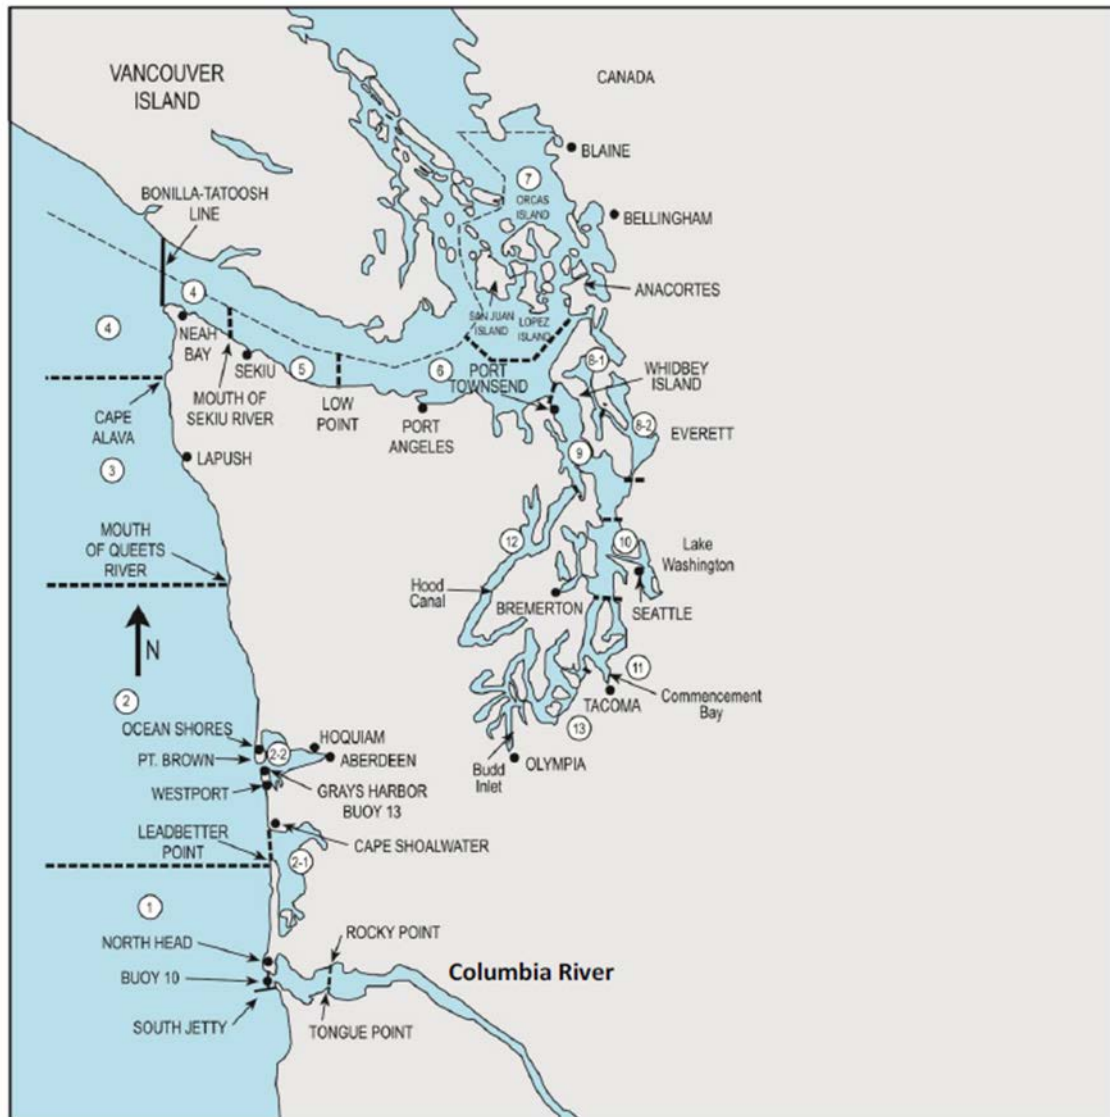 VANCOUVER
ISLAND
CANADA
BLAINE
7
ORCAS
ISLAND
BONILLA-TATOOSH
LINE
BELLINGHAM
ANACORTES
4
4
NEAH
BAY
SAN JUAN
ISLAND
LOPEZ
ISLAND
SEKIU
5
6
PORT
TOWNSEND
8-1
WHIDBEY
ISLAND
MOUTH OF
SEKIU RIVER
LOW
POINT
PORT
ANGELES
CAPE
ALAVA
8-2
EVERETT
3
LAPUSH
9
MOUTH
OF QUEETS
RIVER
12
10
Lake
Washington
Hood
Canal
BREMERTON
SEATTLE
N
11
Commencement
Bay
TACOMA
13
2
OCEAN SHORES
HOQUIAM
2-2
PT. BROWN
ABERDEEN
Budd
Inlet
OLYMPIA
WESTPORT
GRAYS HARBOR
BUOY 13
LEADBETTER
POINT
CAPE SHOALWATER
2-1
1
NORTH HEAD
ROCKY POINT
BUOY 10
Columbia River
SOUTH JETTY
TONGUE POINT